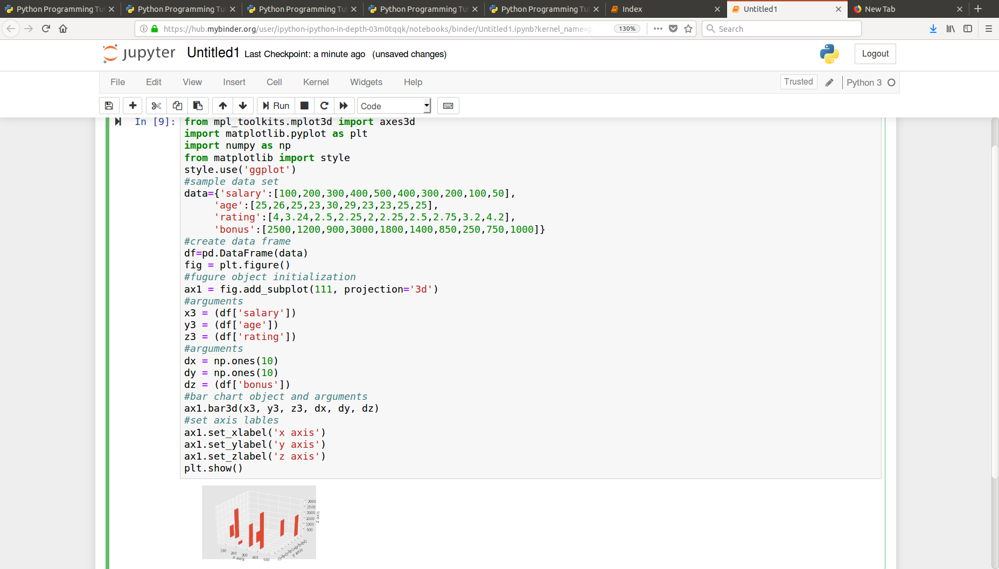 Python Programming Tu
Python Programming Tu
Python Programming Tu
Python Programming Tu
Python Programming Tu
Index
Untitled1
New Tab
https://hub.mybinder.org/user/ipython-ipython-in-depth-03m0tqqk/notebooks/binder/Untitled1.ipynb?kernel_name=p
130%
Search
jupyter Untitled1 Last Checkpoint: a minute ago (unsaved changes)
Logout
File Edit View Insert Cell Kernel Widgets Help
Trusted Python 3
Run Code
In [9]: from mpl_toolkits.mplot3d import axes3d
import matplotlib.pyplot as plt
import numpy as np
from matplotlib import style
style.use('ggplot')
#sample data set
data={'salary':[100,200,300,400,500,400,300,200,100,50],
'age':[25,26,25,23,30,29,23,23,25,25],
'rating':[4,3.24,2.5,2.25,2,2.25,2.5,2.75,3.2,4.2],
'bonus':[2500,1200,900,3000,1800,1400,850,250,750,1000]}
#create data frame
df=pd.DataFrame(data)
fig = plt.figure()
#fugure object initialization
ax1 = fig.add_subplot(111, projection='3d')
#arguments
x3 = (df['salary'])
y3 = (df['age'])
z3 = (df['rating'])
#arguments
dx = np.ones(10)
dy = np.ones(10)
dz = (df['bonus'])
#bar chart object and arguments
ax1.bar3d(x3, y3, z3, dx, dy, dz)
#set axis lables
ax1.set_xlabel('x axis')
ax1.set_ylabel('y axis')
ax1.set_zlabel('z axis')
plt.show()
3000
2500
2000
1500
1000
500
z axis
100
200
300
400
500
x axis
y axis